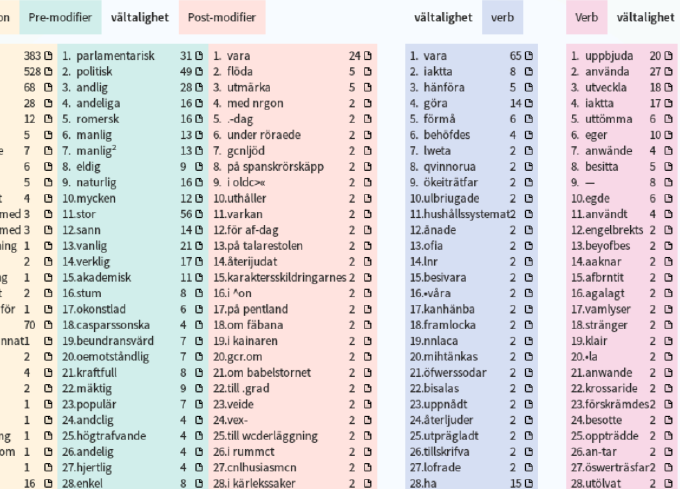 on Pre-modifier vältalighet Post-modifier vältalighet verb Verb vältalighet
383 1. parlamentarisk 31 1. vara 24 1. vara 65 1. uppbjuda 20
528 2. politisk 49 2. flöda 5 2. iaktta 8 2. använda 27
68 3. andlig 28 3. utmärka 5 3. hänföra 5 3. utveckla 18
28 4. andeliga 16 4. med nrgon 2 4. göra 14 4. iaktta 17
12 5. romersk 16 5. .-dag 2 5. förmå 6 5. uttömma 6
5 6. manlig 13 6. under röraede 2 6. behöfdes 4 6. eger 10
e 7 7. manlig² 13 7. gcnljöd 2 7. lweta 2 7. anwände 4
6 8. eldig 9 8. på spanskrörskäpp 2 8. qvinnorua 2 8. besitta 5
5 9. naturlig 16 9. i oldc>« 2 9. ökeiträtfar 2 9. — 8
t 4 10.mycken 12 10.uthåller 2 10.ulbriugade 2 10.egde 6
med 3 11.stor 56 11.varkan 2 11.hushållssystemat2 11.användt 4
med 3 12.sann 14 12.för af-dag 2 12.ånade 2 12.engelbrekts 2
ning 1 13.vanlig 21 13.på talarestolen 2 13.ofia 2 13.beyofbes 2
2 14.verklig 17 14.återijudat 2 14.lnr 2 14.aaknar 2
ng 1 15.akademisk 11 15.karaktersskildringarnes 2 15.besivara 2 15.afbrntit 2
t 2 16.stum 8 16.i ^on 2 16.•våra 2 16.agalagt 2
för 1 17.okonstlad 6 17.på pentland 2 17.kanhänba 2 17.vamlyser 2
70 18.casparssonska 4 18.om fäbana 2 18.framlocka 2 18.stränger 2
nnat1 19.beundransvärd 7 19.i kainaren 2 19.nnlaca 2 19.klair 2
2 20.oemotståndlig 7 20.gcr.om 2 20.mihtänkas 2 20.•la 2
4 21.kraftfull 8 21.om babelstornet 2 21.öfwerssodar 2 21.anwande 2
2 22.mäktig 9 22.till .grad 2 22.bisalas 2 22.krossaride 2
1 23.populär 7 23.veide 2 23.uppnådt 2 23.förskrämdes2
1 24.andclig 4 24.vex- 2 24.återljuder 2 24.besotte 2
ng 1 25.högtrafvande 4 25.till wcderläggning 2 25.utprägladt 2 25.oppträdde 2
om 1 26.andelig 4 26.i rummct 2 26.tillskrifva 2 26.an-tar 2
1 27.hjertlig 4 27.cnlhusiasmcn 2 27.lofrade 2 27.öswerträsfar2
16 28.enkel 8 28.i kärlekssaker 2 28.ha 15 28.utölvat 2